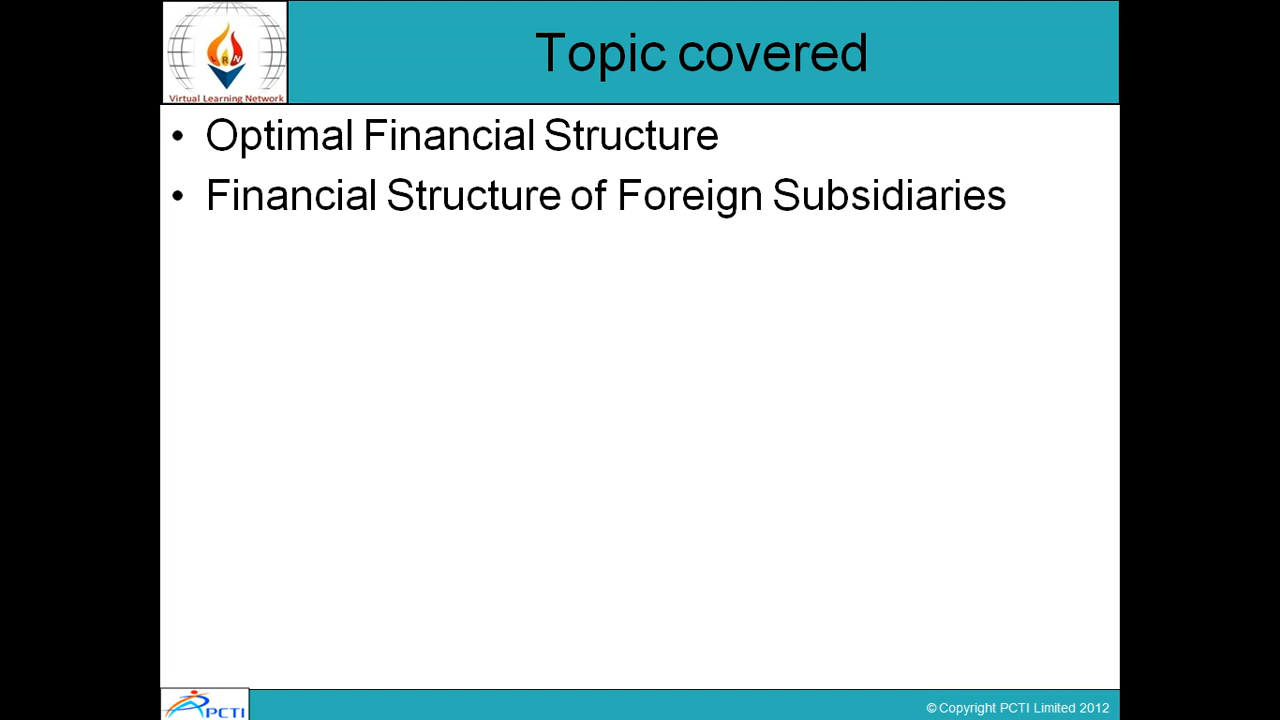 Topic covered
Virtual Learning Network
• Optimal Financial Structure
• Financial Structure of Foreign Subsidiaries
PCTI
© Copyright PCTI Limited 2012